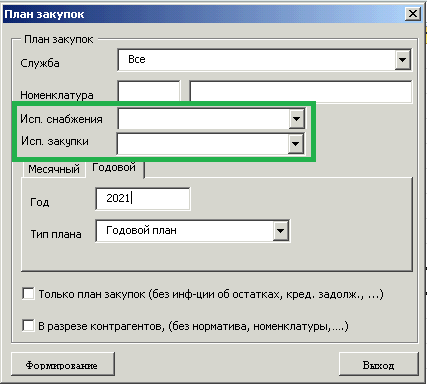 План закупок
План закупок
Служба Все
Номенклатура
Исп. снабжения
Исп. закупки
Месячный Годовой
Год 2021
Тип плана Годовой план
Только план закупок (без инф-ции об остатках, кред. задолж., ...)
В разрезе контрагентов, (без норматива, номенклатуры,....)
Формирование Выход